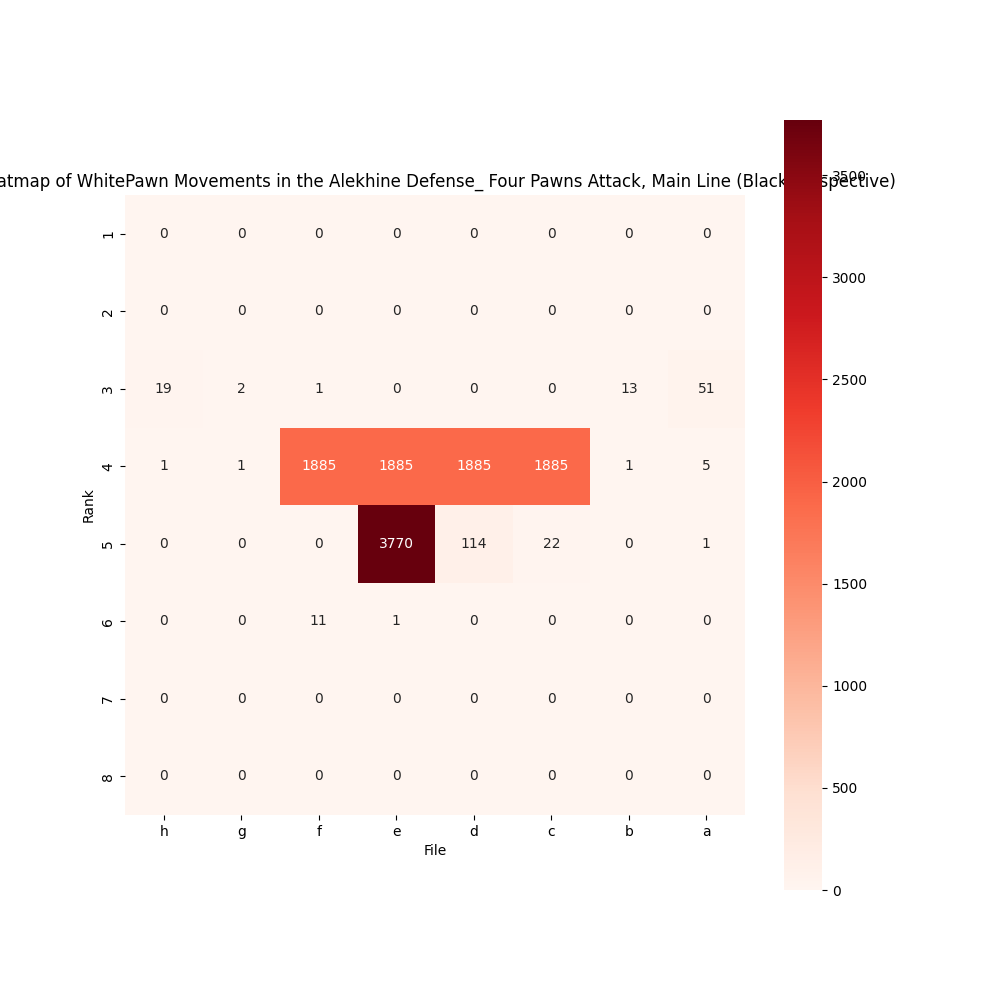 atmap of WhitePawn Movements in the Alekhine Defense_ Four Pawns Attack, Main Line (Black spective)
3500
1 0 0 0 0 0 0 0 0
3000
2 0 0 0 0 0 0 0 0
2500
3 19 2 1 0 0 0 13 51
2000
4 1 1 1885 1885 1885 1885 1 5
Rank
1500
5 0 0 0 3770 114 22 0 1
6 0 0 11 1 0 0 0 0
1000
7 0 0 0 0 0 0 0 0
500
8 0 0 0 0 0 0 0 0
h g f e d c b a
File
0